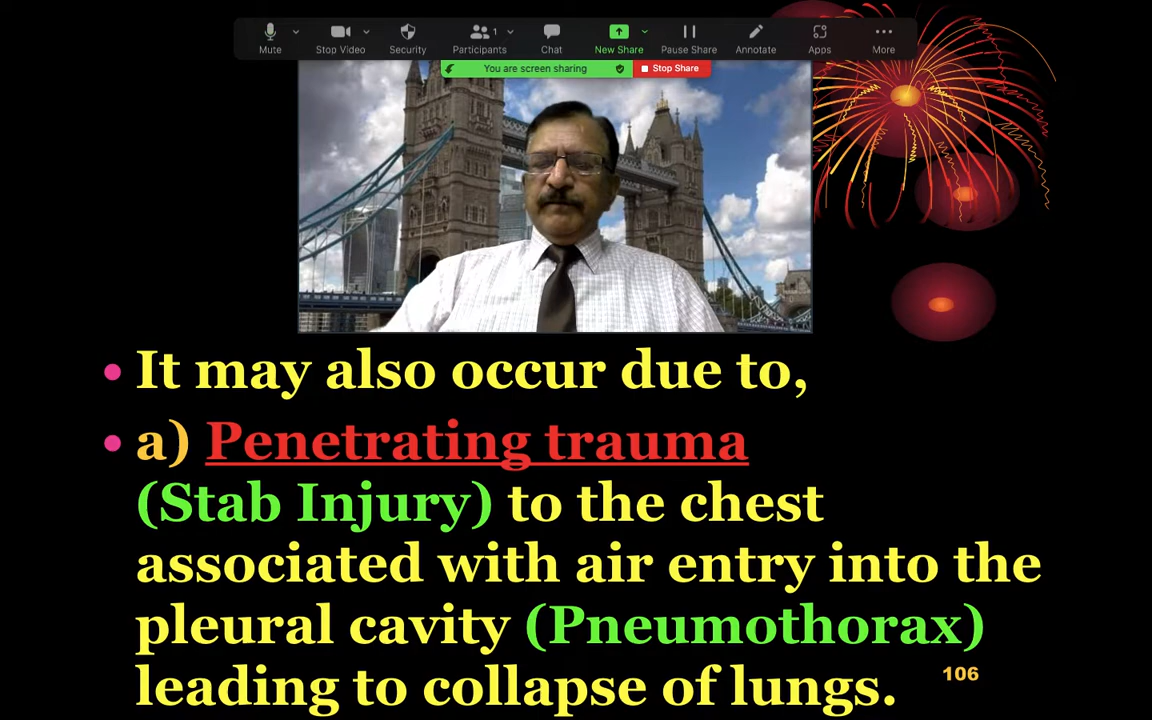 Mute
Stop Video
Security
Participants 1
Chat
New Share
Pause Share
Annotate
Apps
More
You are screen sharing
Stop Share
It may also occur due to,
a) Penetrating trauma
(Stab Injury) to the chest
associated with air entry into the
pleural cavity (Pneumothorax)
leading to collapse of lungs.
106